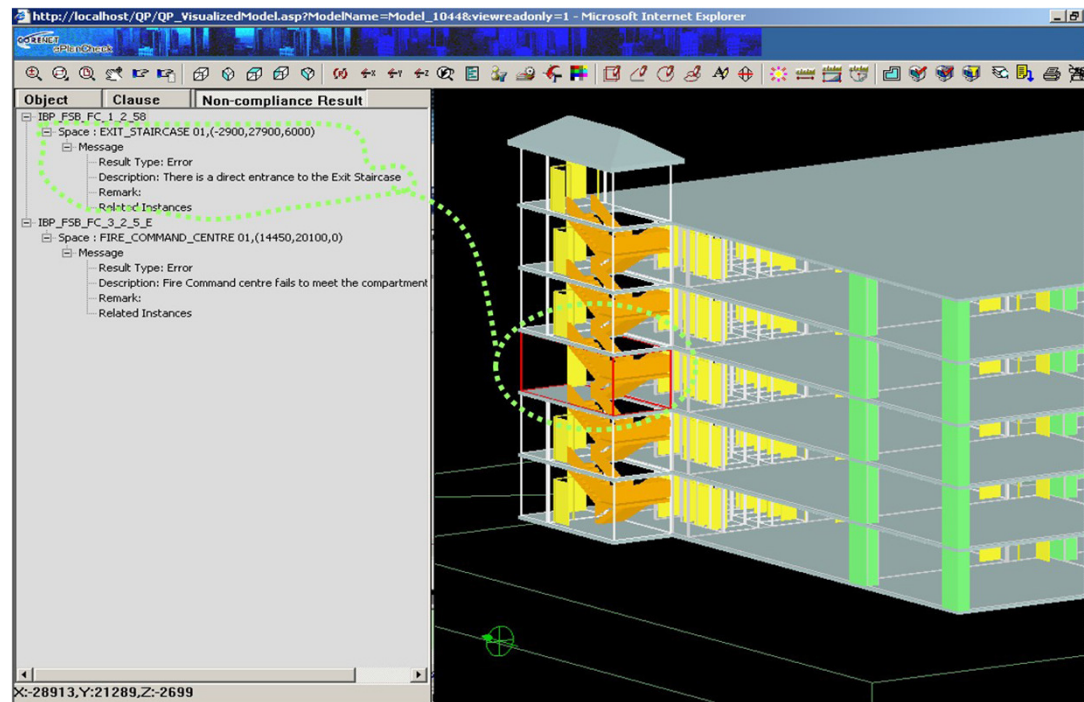 http://localhost/QP/QP_VisualizedModel.asp?ModelName=Model_1044&viewreadonly=1 - Microsoft Internet Explorer
CORENET
ePlanCheck
Object Clause Non-compliance Result
IBP_FSB_FC_1_2_58
Space : EXIT_STAIRCASE 01,(-2900,27900,6000)
Message
Result Type: Error
Description: There is a direct entrance to the Exit Staircase
Remark:
Related Instances
IBP_FSB_FC_3_2_5_E
Space : FIRE_COMMAND_CENTRE 01,(14450,20100,0)
Message
Result Type: Error
Description: Fire Command centre fails to meet the compartment
Remark:
Related Instances
X:-28913,Y:21289,Z:-2699